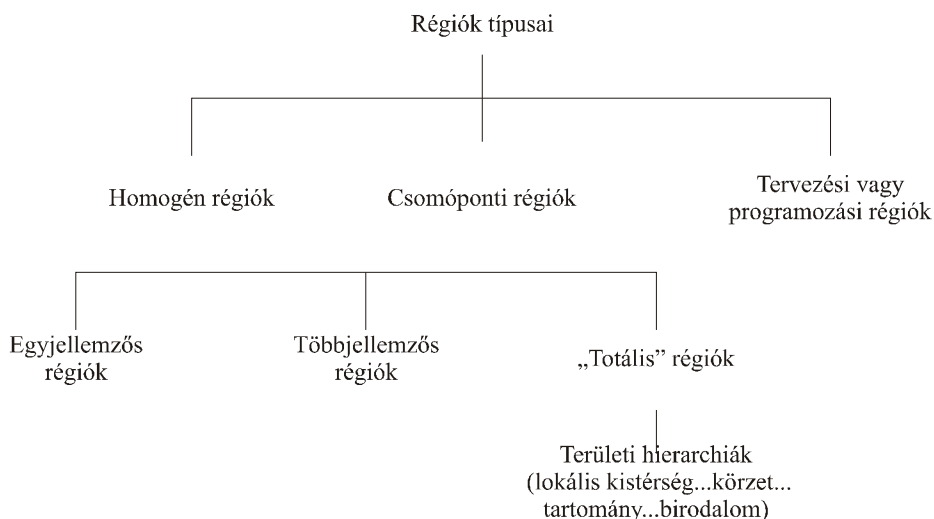 Régiók típusai
Homogén régiók
Csomóponti régiók
Tervezési vagy
programozási régiók
Egyjellemzős
régiók
Többjellemzős
régiók
„Totális” régiók
Területi hierarchiák
(lokális kistérség...körzet...
tartomány...birodalom)